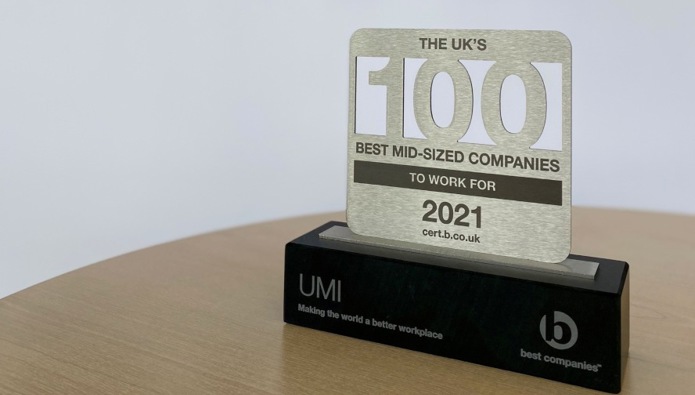 THE UK'S
100
BEST MID-SIZED COMPANIES
TO WORK FOR
2021
cert.b.co.uk
UMI
Making the world a better workplace
b
best companies™